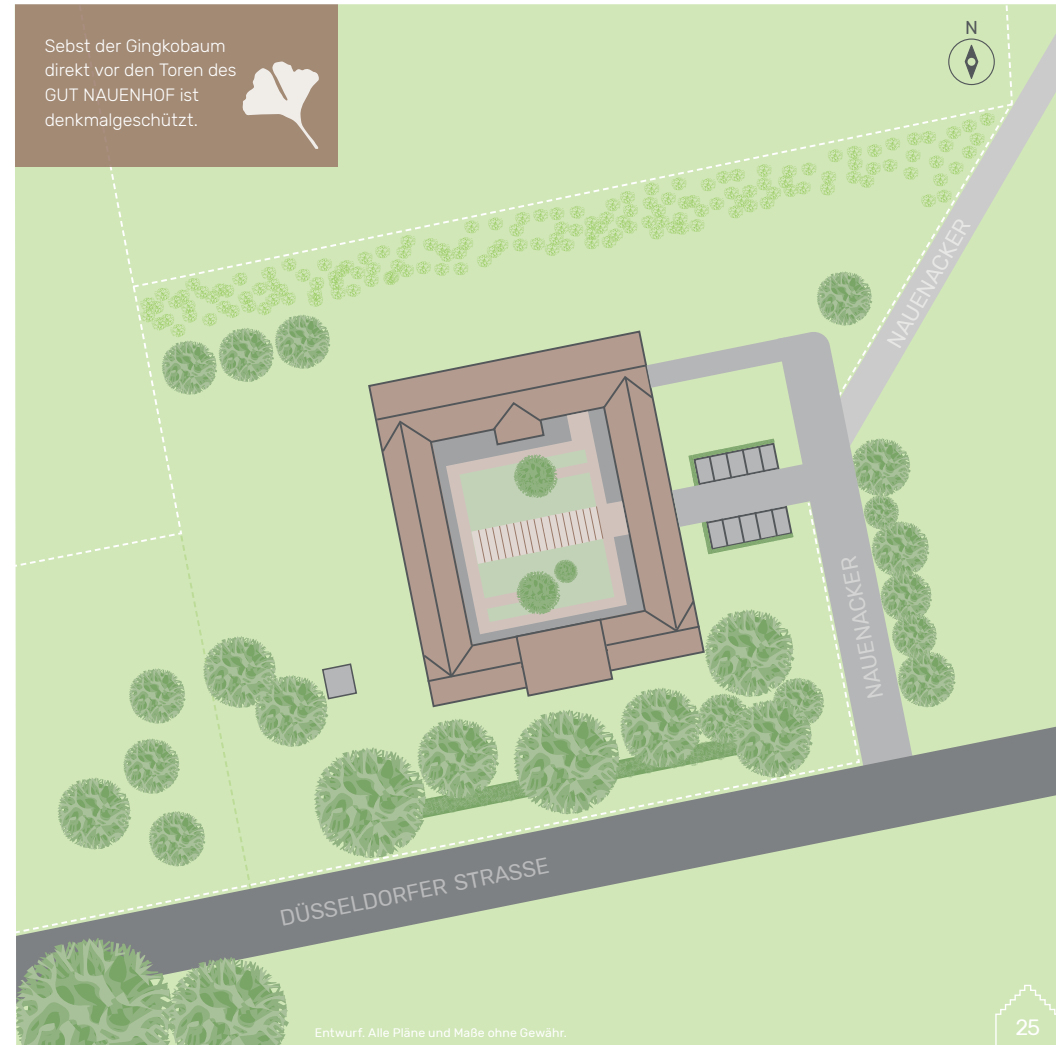 Sebst der Gingkobaum
direkt vor den Toren des
GUT NAUENHOF ist
denkmalgeschützt.
N
NAUENACKER
NAUENACKER
DÜSSELDORFER STRASSE
Entwurf. Alle Pläne und Maße ohne Gewähr.
25